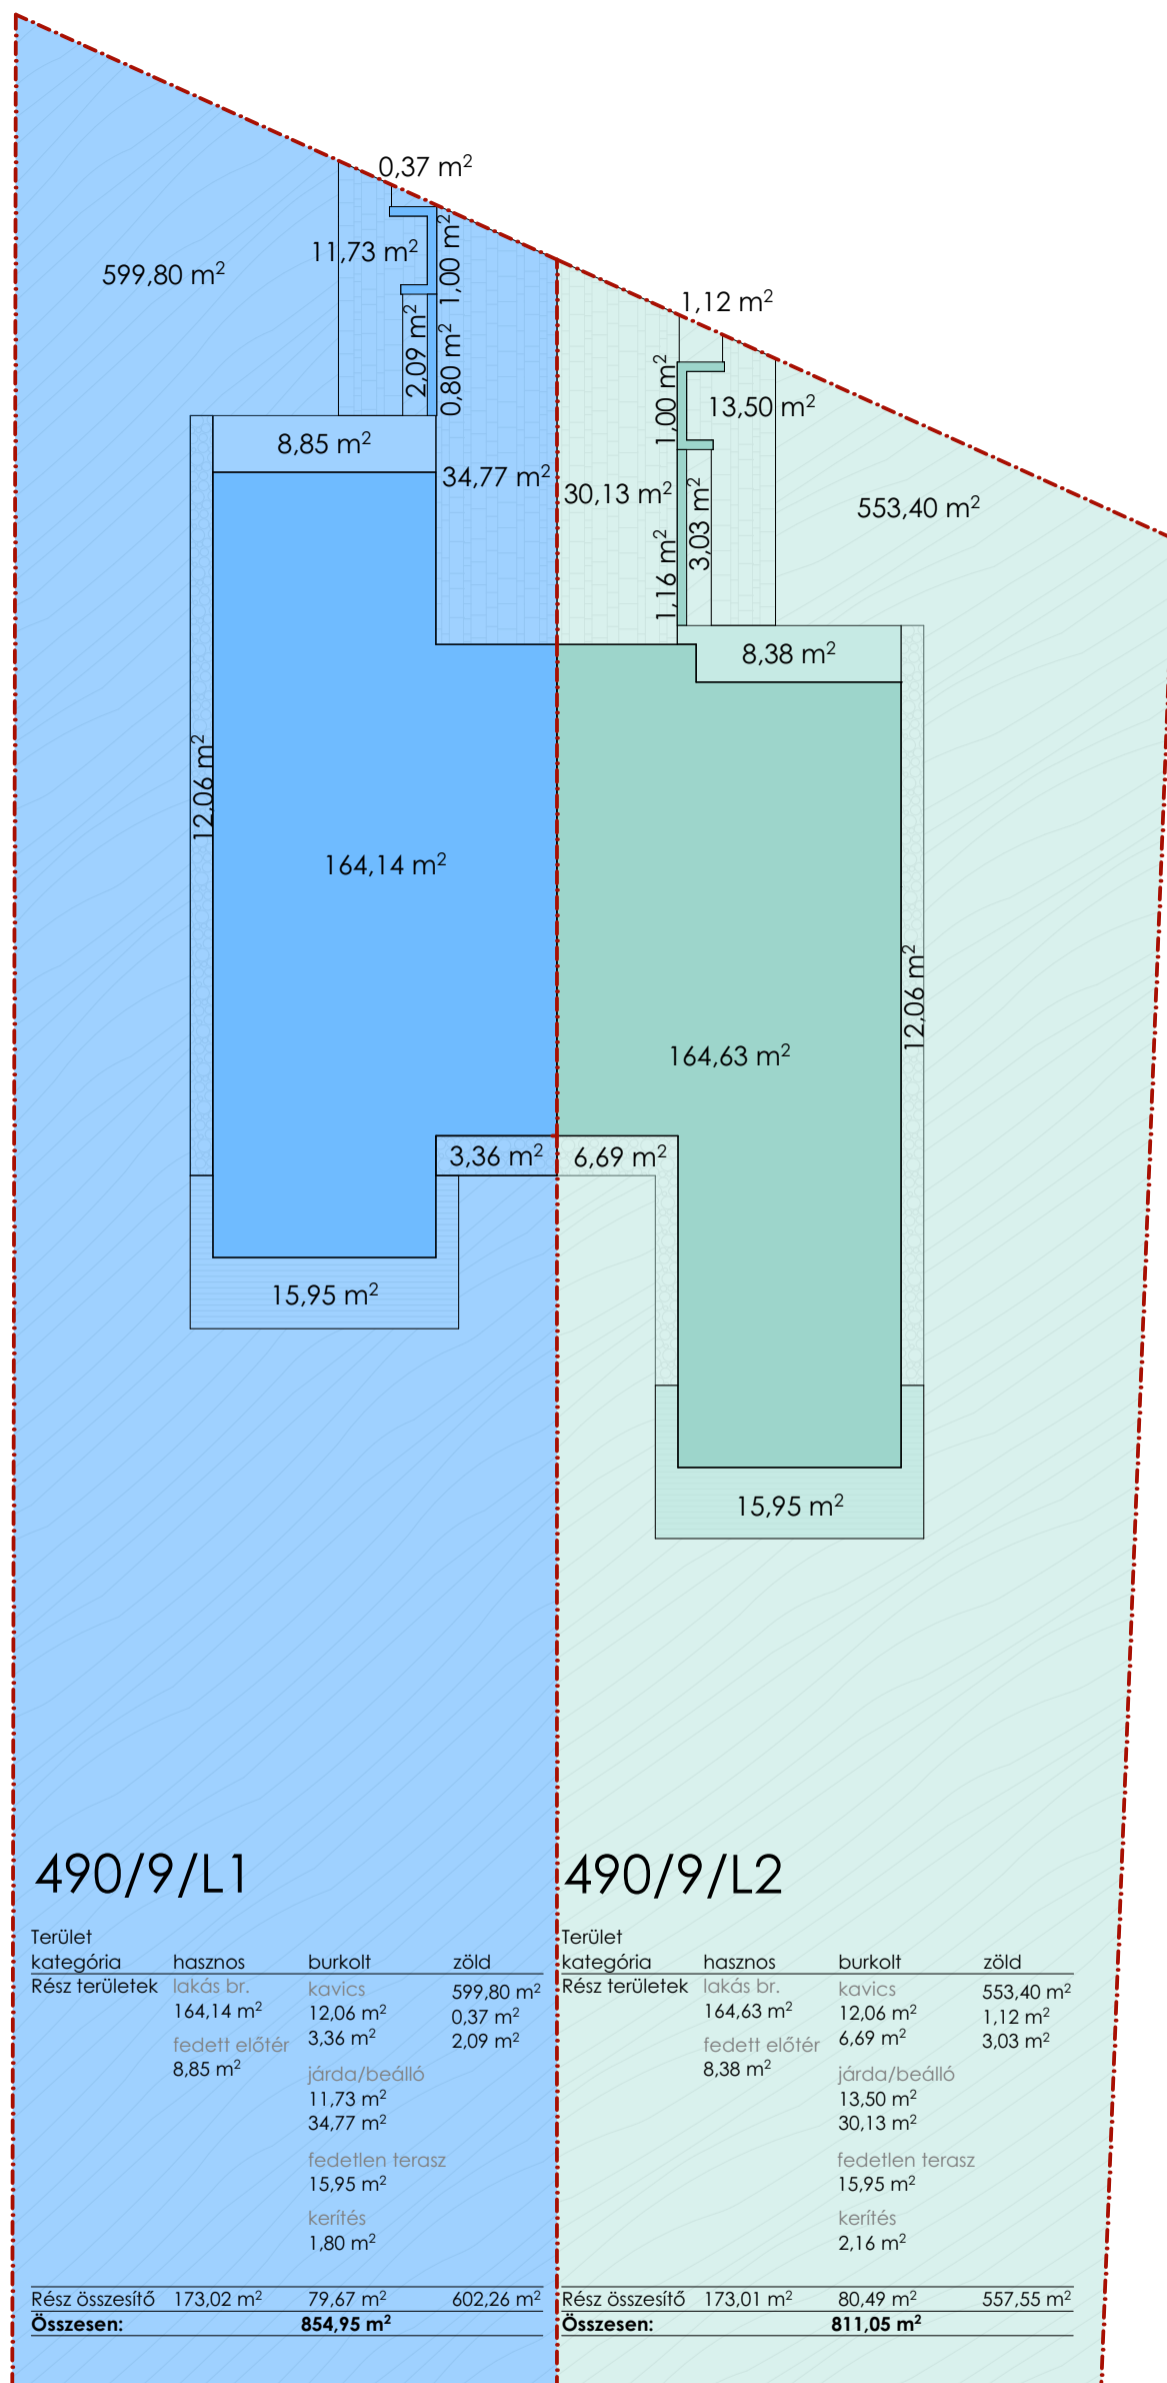 0,37 m²
11,73 m²
1,00 m²
599,80 m²
2,09 m²
0,80 m²
8,85 m²
34,77 m²
12,06 m²
164,14 m²
3,36 m²
15,95 m²
1,12 m²
1,00 m²
13,50 m²
30,13 m²
3,03 m²
553,40 m²
1,16 m²
8,38 m²
12,06 m²
164,63 m²
6,69 m²
15,95 m²
490/9/L1
Terület
kategória hasznos burkolt zöld
Rész területek lakás br. kavics 599,80 m²
164,14 m² 12,06 m² 0,37 m²
3,36 m² 2,09 m²
fedett előtér
8,85 m²
járda/beálló
11,73 m²
34,77 m²
fedetlen terasz
15,95 m²
kerítés
1,80 m²
Rész összesítő 173,02 m² 79,67 m² 602,26 m²
Összesen: 854,95 m²
490/9/L2
Terület
kategória hasznos burkolt zöld
Rész területek lakás br. kavics 553,40 m²
164,63 m² 12,06 m² 1,12 m²
6,69 m² 3,03 m²
fedett előtér
8,38 m²
járda/beálló
13,50 m²
30,13 m²
fedetlen terasz
15,95 m²
kerítés
2,16 m²
Rész összesítő 173,01 m² 80,49 m² 557,55 m²
Összesen: 811,05 m²